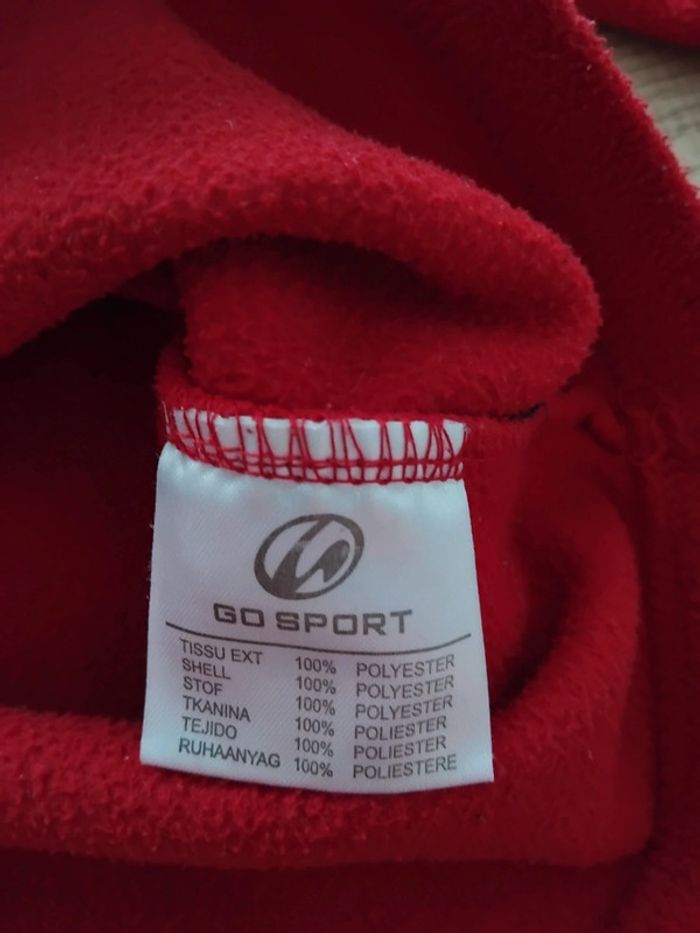 GO SPORT
TISSU EXT 100% POLYESTER
SHELL 100% POLYESTER
STOF 100% POLYESTER
TKANINA 100% POLIESTER
TEJIDO 100% POLIESTER
RUHAANYAG 100% POLIESTERE